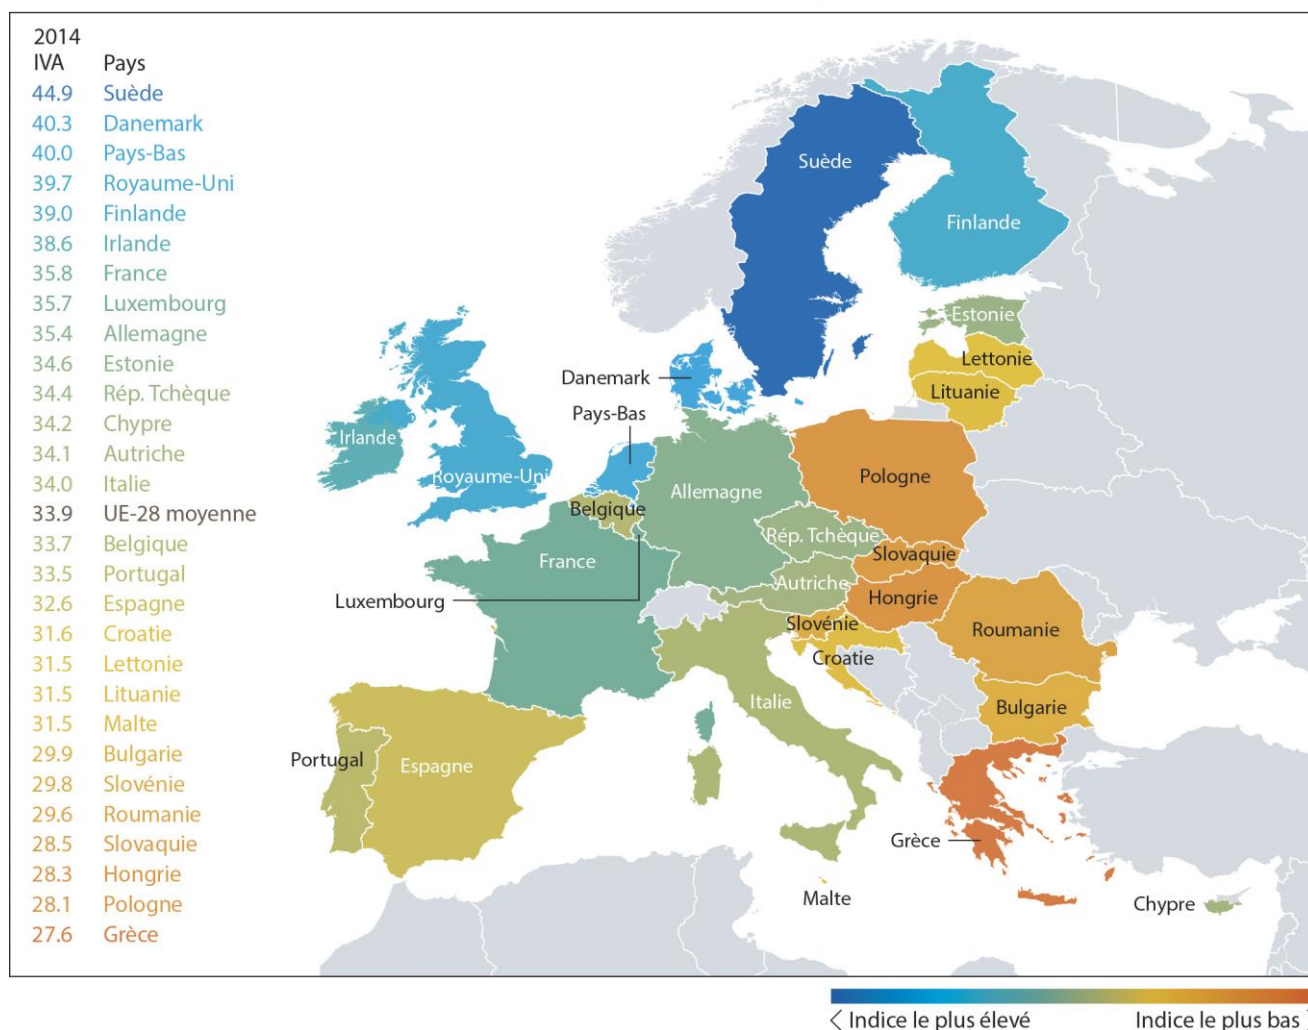 2014
IVA Pays
44.9 Suède
40.3 Danemark
40.0 Pays-Bas
39.7 Royaume-Uni
39.0 Finlande
38.6 Irlande
35.8 France
35.7 Luxembourg
35.4 Allemagne
34.6 Estonie
34.4 Rép. Tchèque
34.2 Chypre
34.1 Autriche
34.0 Italie
33.9 UE-28 moyenne
33.7 Belgique
33.5 Portugal
32.6 Espagne
31.6 Croatie
31.5 Lettonie
31.5 Lituanie
31.5 Malte
29.9 Bulgarie
29.8 Slovénie
29.6 Roumanie
28.5 Slovaquie
28.3 Hongrie
28.1 Pologne
27.6 Grèce
Suède
Finlande
Estonie
Lettonie
Danemark
Lituanie
Pays-Bas
Irlande
Royaume-Uni
Pologne
Allemagne
Belgique
Rép. Tchèque
Slovaquie
France
Autriche
Luxembourg
Hongrie
Slovénie
Roumanie
Croatie
Italie
Bulgarie
Portugal
Espagne
Grèce
Malte
Chypre
< Indice le plus élevé
Indice le plus bas >